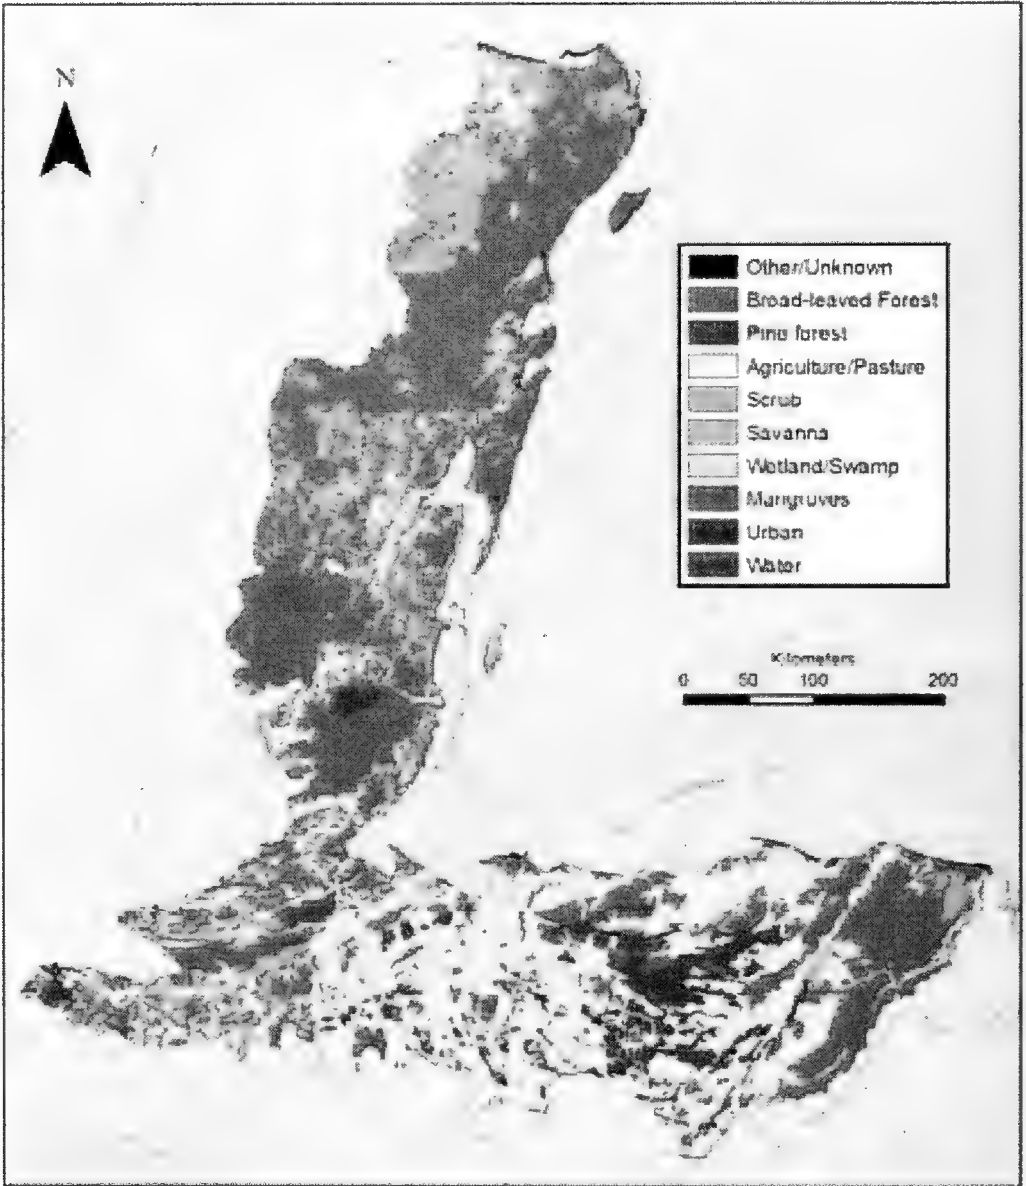 N
Other/Unknown
Broad-leaved Forest
Pine forest
Agriculture/Pasture
Scrub
Savanna
Wetland/Swamp
Mangroves
Urban
Water
Kilometers
0 50 100 200